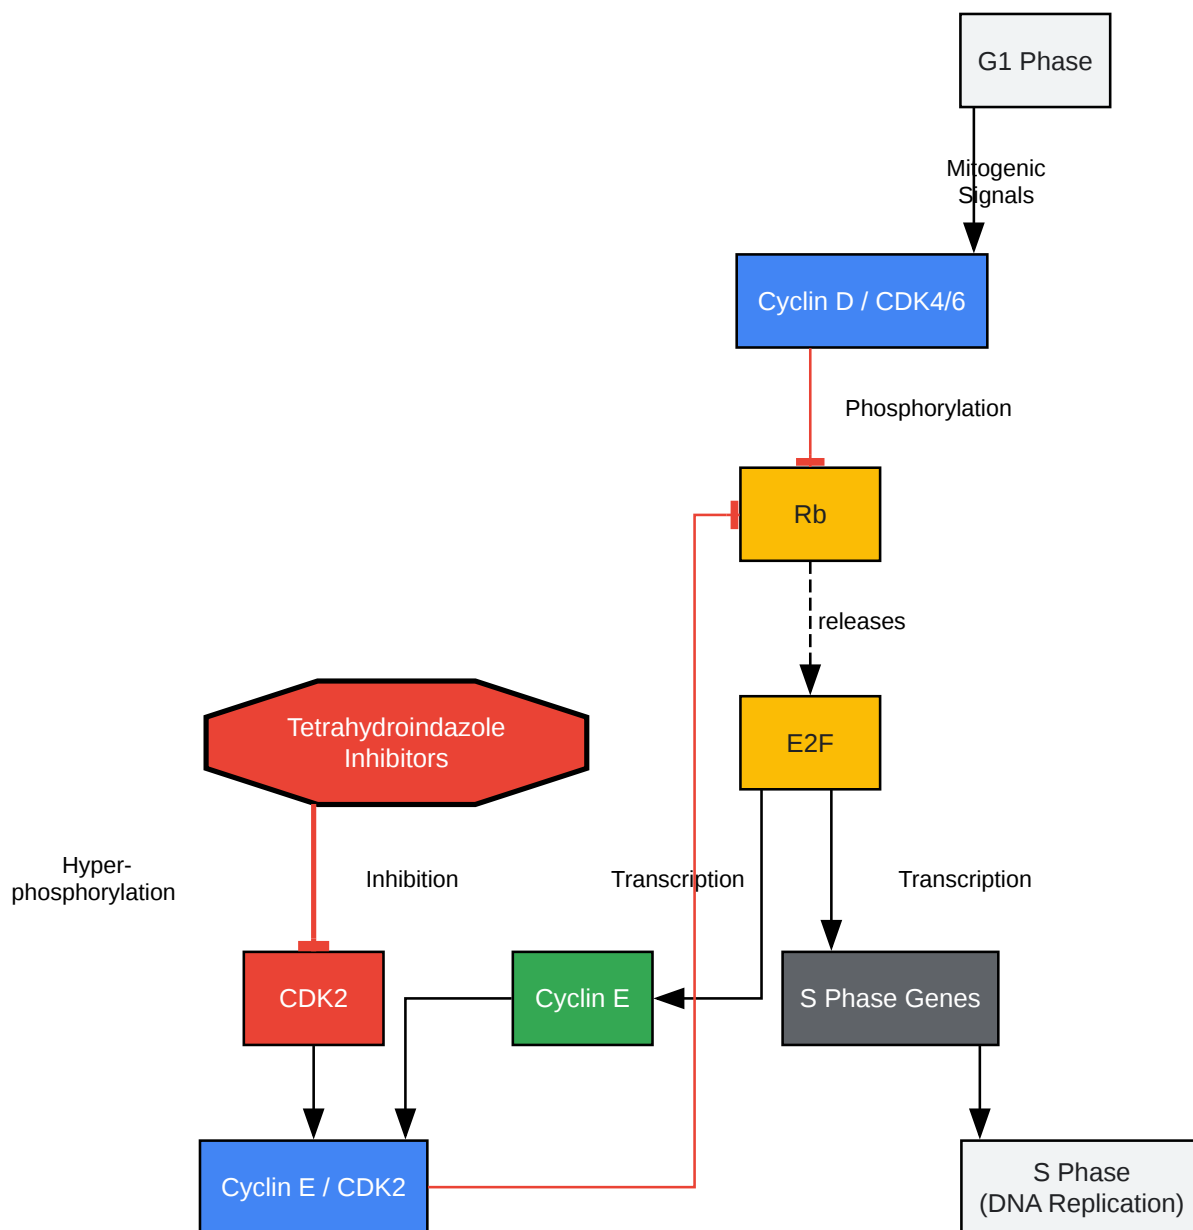 G1 Phase
Mitogenic
Signals
Cyclin D / CDK4/6
Phosphorylation
Rb
releases
Tetrahydroindazole
Inhibitors
E2F
Hyper-
phosphorylation
Inhibition
Transcription
Transcription
CDK2
Cyclin E
S Phase Genes
Cyclin E / CDK2
S Phase
(DNA Replication)